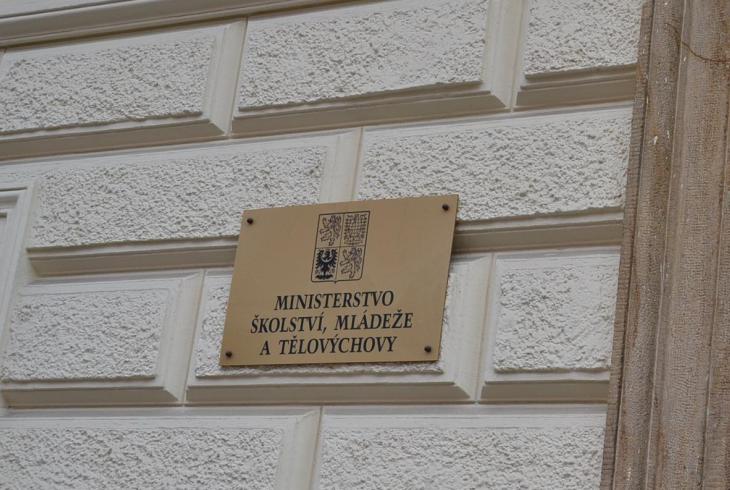 MINISTERSTVO
ŠKOLSTVÍ, MLÁDEŽE
A TĚLOVÝCHOVY